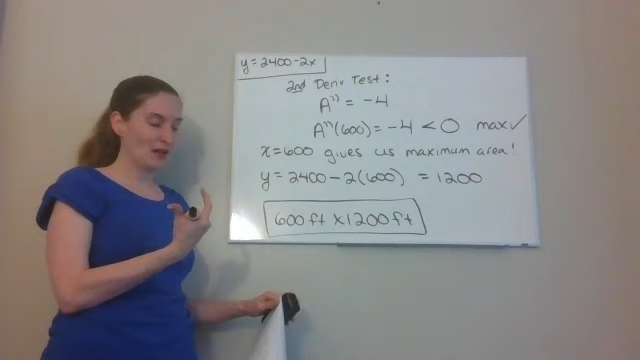 y = 2400 - 2x
2nd Deriv Test:
A'' = -4
A''(600) = -4 < 0 max ✓
x = 600 gives us maximum area!
y = 2400 - 2(600) = 1200
600 ft x 1200 ft